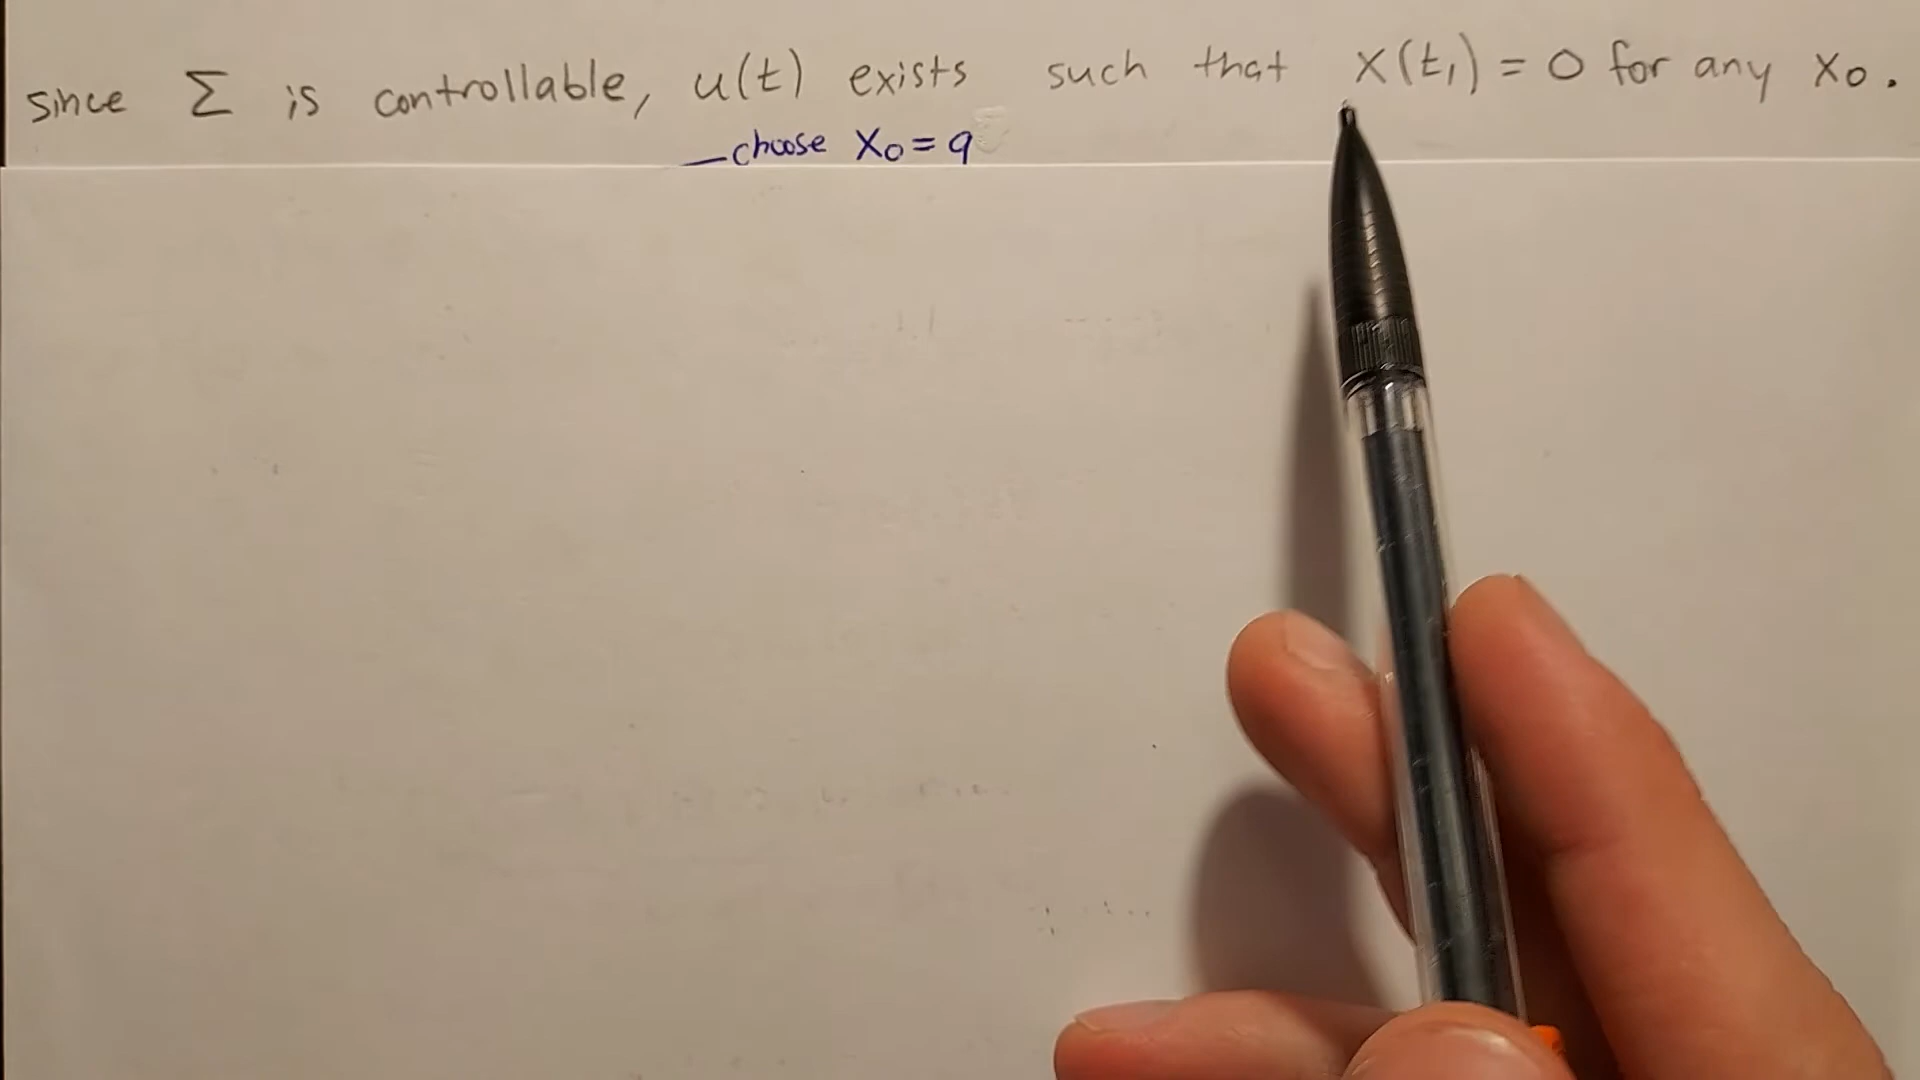 since Σ is controllable, u(t) exists such that x(t₁) = 0 for any x₀.
choose x₀ = q